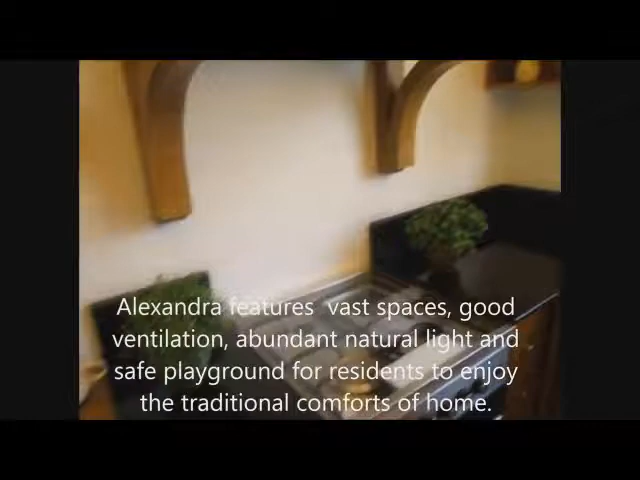 Alexandra features  vast spaces, good
ventilation, abundant natural light and
safe playground for residents to enjoy
the traditional comforts of home.